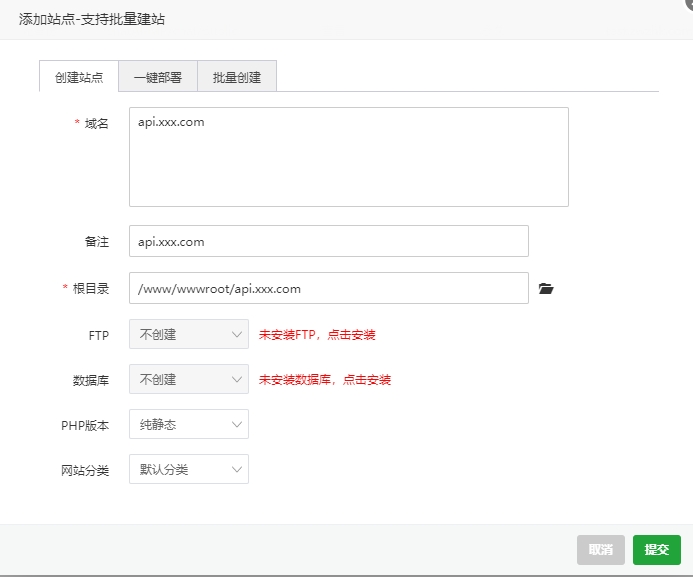 添加站点-支持批量建站
创建站点 一键部署 批量创建
* 域名 api.xxx.com
备注 api.xxx.com
* 根目录 /www/wwwroot/api.xxx.com
FTP 不创建 未安装FTP，点击安装
数据库 不创建 未安装数据库，点击安装
PHP版本 纯静态
网站分类 默认分类
取消 提交